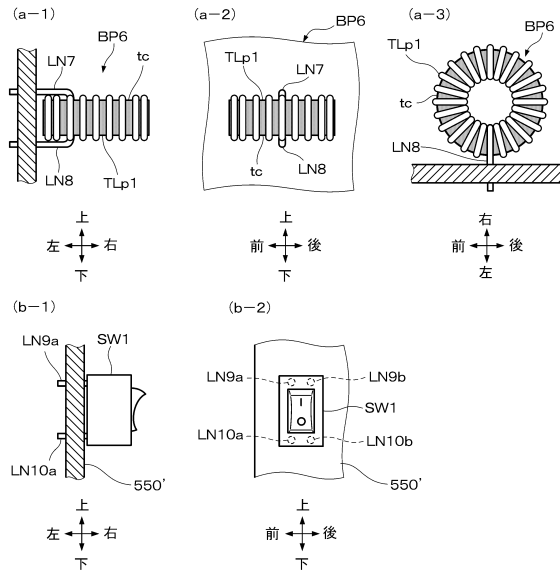 (a－1)
BP6
LN7
tc
LN8
TLp1
上
左 右
下
(a－2)
BP6
TLp1
LN7
LN8
tc
上
前 後
下
(a－3)
TLp1
BP6
tc
LN8
右
前 後
左
(b－1)
SW1
LN9a
LN10a
550'
上
左 右
下
(b－2)
LN9a
LN9b
SW1
LN10a
LN10b
550'
上
前 後
下